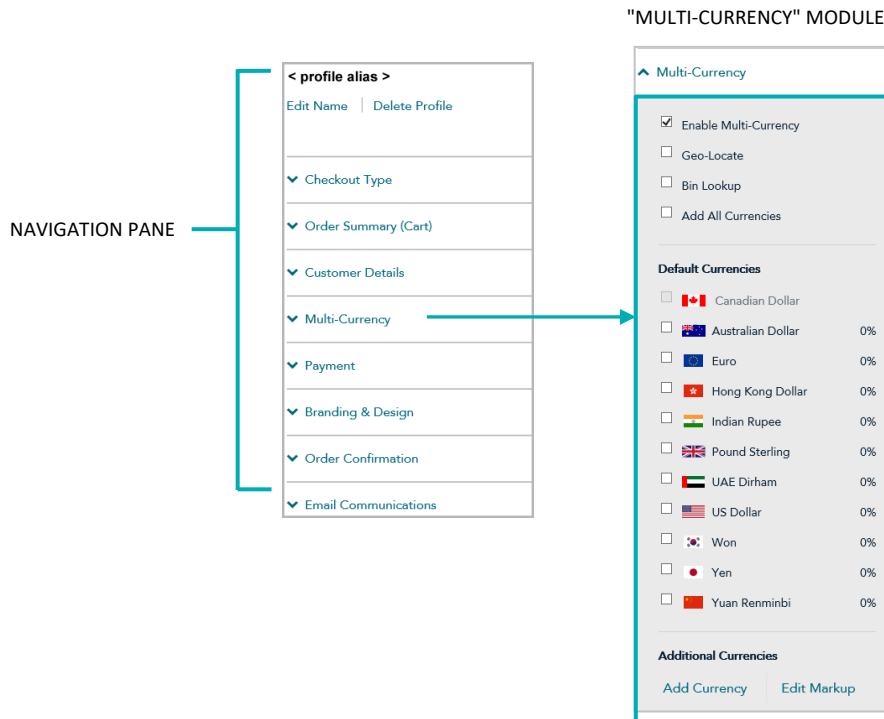 "MULTI-CURRENCY" MODULE
< profile alias >
Edit Name | Delete Profile
Checkout Type
Order Summary (Cart)
Customer Details
Multi-Currency
Payment
Branding & Design
Order Confirmation
Email Communications
NAVIGATION PANE
Multi-Currency
Enable Multi-Currency
Geo-Locate
Bin Lookup
Add All Currencies
Default Currencies
Canadian Dollar
Australian Dollar 0%
Euro 0%
Hong Kong Dollar 0%
Indian Rupee 0%
Pound Sterling 0%
UAE Dirham 0%
US Dollar 0%
Won 0%
Yen 0%
Yuan Renminbi 0%
Additional Currencies
Add Currency Edit Markup